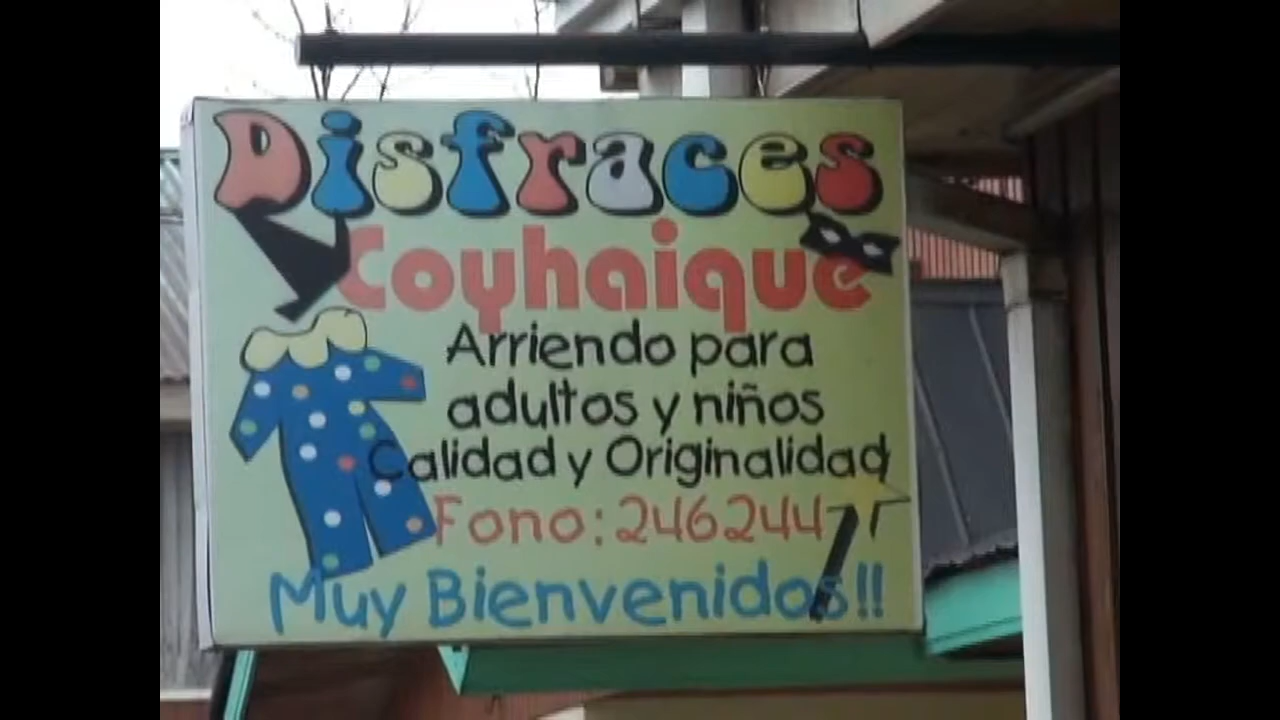 Disfraces
Coyhaique
Arriendo para
adultos y niños
Calidad y Originalidad
Fono: 246244
Muy Bienvenidos!!